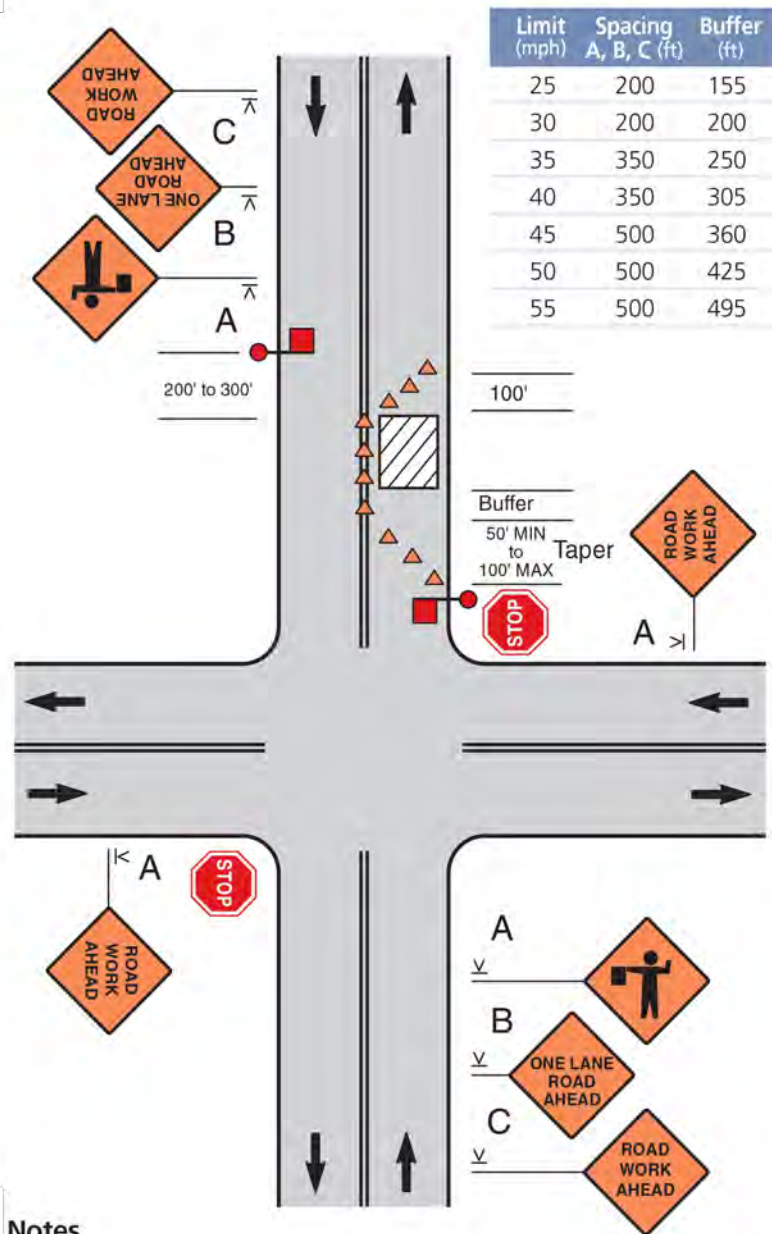 Limit Spacing Buffer
(mph) A, B, C (ft) (ft)
25 200 155
30 200 200
35 350 250
40 350 305
45 500 360
50 500 425
55 500 495
ROAD
WORK
AHEAD
C
ONE LANE
ROAD
AHEAD
B
A
200' to 300'
100'
Buffer
50' MIN
to
100' MAX
Taper
ROAD
WORK
AHEAD
A
STOP
A
STOP
ROAD
WORK
AHEAD
A
B
ONE LANE
ROAD
AHEAD
C
ROAD
WORK
AHEAD
Notes